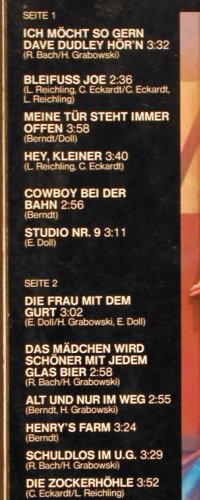 SEITE 1
ICH MÖCHT SO GERN
DAVE DUDLEY HÖR'N 3:32
(R. Bach/H. Grabowski)
BLEIFUSS JOE 2:36
(L. Reichling, C. Eckardt/C. Eckardt,
L. Reichling)
MEINE TÜR STEHT IMMER
OFFEN 3:58
(Berndt/Doll)
HEY, KLEINER 3:40
(L. Reichling/C. Eckardt)
COWBOY BEI DER
BAHN 2:56
(Berndt)
STUDIO NR. 9 3:11
(E. Doll)
SEITE 2
DIE FRAU MIT DEM
GURT 3:02
(E. Doll/H. Grabowski, E. Doll)
DAS MÄDCHEN WIRD
SCHÖNER MIT JEDEM
GLAS BIER 2:58
(R. Bach/H. Grabowski)
ALT UND NUR IM WEG 2:55
(Berndt, H. Grabowski)
HENRY'S FARM 3:24
(Berndt)
SCHULDLOS IM U.G. 3:29
(R. Bach/H. Grabowski)
DIE ZOCKERHÖHLE 3:52
(C. Eckardt/L. Reichling)